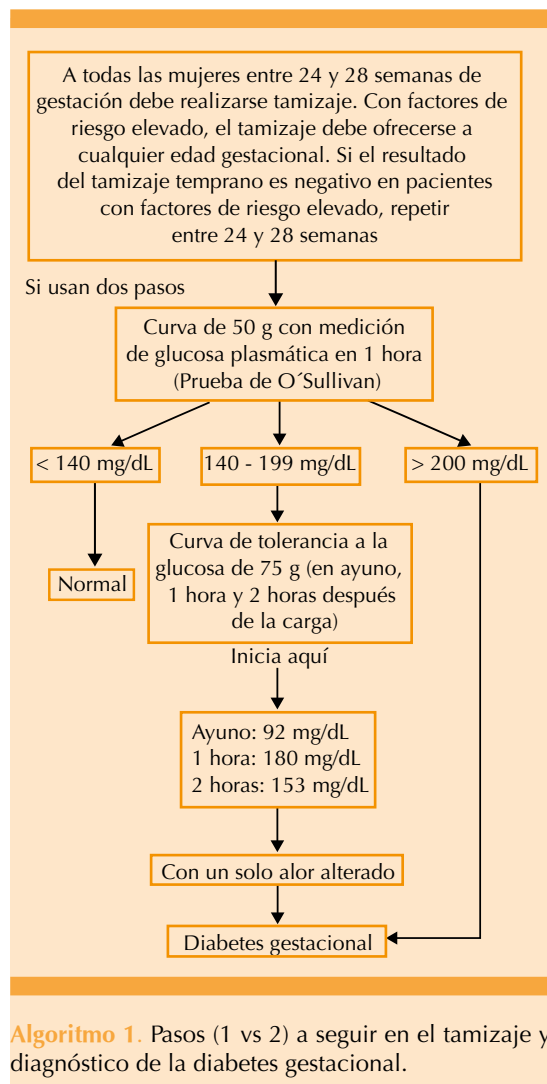 A todas las mujeres entre 24 y 28 semanas de
gestación debe realizarse tamizaje. Con factores de
riesgo elevado, el tamizaje debe ofrecerse a
cualquier edad gestacional. Si el resultado
del tamizaje temprano es negativo en pacientes
con factores de riesgo elevado, repetir
entre 24 y 28 semanas
Si usan dos pasos
Curva de 50 g con medición
de glucosa plasmática en 1 hora
(Prueba de O´Sullivan)
< 140 mg/dL
140 - 199 mg/dL
> 200 mg/dL
Normal
Curva de tolerancia a la
glucosa de 75 g (en ayuno,
1 hora y 2 horas después
de la carga)
Inicia aquí
Ayuno: 92 mg/dL
1 hora: 180 mg/dL
2 horas: 153 mg/dL
Con un solo alor alterado
Diabetes gestacional
Algoritmo 1. Pasos (1 vs 2) a seguir en el tamizaje y
diagnóstico de la diabetes gestacional.